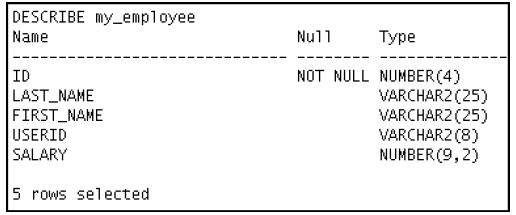 DESCRIBE my_employee
Name Null Type
------------------------------ -------- --------------
ID NOT NULL NUMBER(4)
LAST_NAME VARCHAR2(25)
FIRST_NAME VARCHAR2(25)
USERID VARCHAR2(8)
SALARY NUMBER(9,2)
5 rows selected